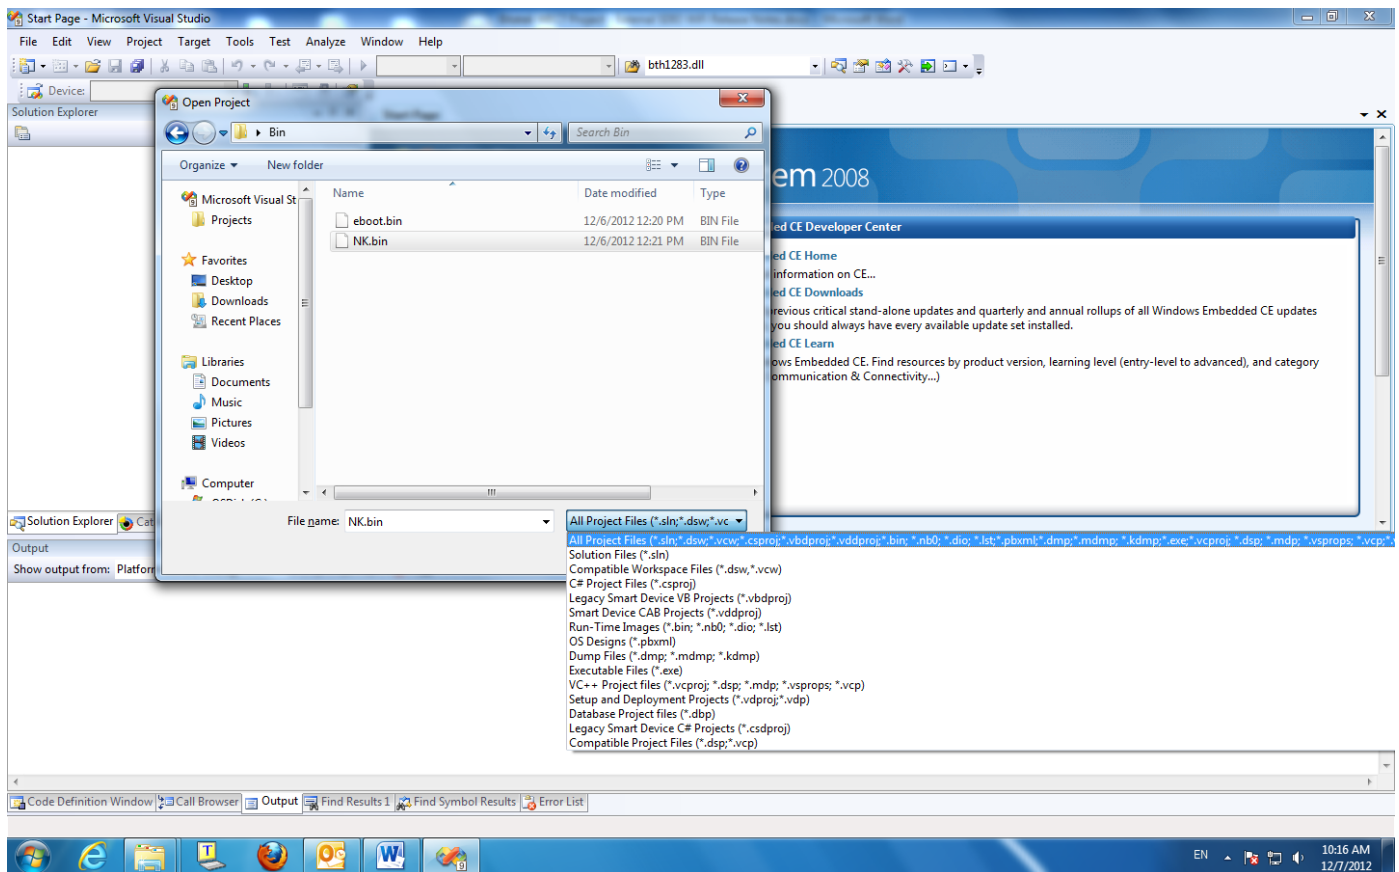 Start Page - Microsoft Visual Studio
File Edit View Project Target Tools Test Analyze Window Help
bth1283.dll
Device:
Solution Explorer
Open Project
Bin
Search Bin
Organize New folder
Microsoft Visual St
Projects
Favorites
Desktop
Downloads
Recent Places
Libraries
Documents
Music
Pictures
Videos
Computer
Name Date modified Type
eboot.bin 12/6/2012 12:20 PM BIN File
NK.bin 12/6/2012 12:21 PM BIN File
File name: NK.bin
All Project Files (*.sln;*.dsw;*.vc
All Project Files (*.sln;*.dsw;*.vcw;*.csproj;*.vbdproj;*.vddproj;*.bin; *.nb0; *.dio; *.lst;*.pbxml;*.dmp;*.mdmp; *.kdmp;*.exe;*.vcproj; *.dsp; *.mdp; *.vsprops; *.vcp;*.v
Solution Files (*.sln)
Compatible Workspace Files (*.dsw,*.vcw)
C# Project Files (*.csproj)
Legacy Smart Device VB Projects (*.vbdproj)
Smart Device CAB Projects (*.vddproj)
Run-Time Images (*.bin; *.nb0; *.dio; *.lst)
OS Designs (*.pbxml)
Dump Files (*.dmp; *.mdmp; *.kdmp)
Executable Files (*.exe)
VC++ Project files (*.vcproj; *.dsp; *.mdp; *.vsprops; *.vcp)
Setup and Deployment Projects (*.vdproj;*.vdp)
Database Project files (*.dbp)
Legacy Smart Device C# Projects (*.csdproj)
Compatible Project Files (*.dsp;*.vcp)
em 2008
ed CE Developer Center
ed CE Home
information on CE...
ed CE Downloads
revious critical stand-alone updates and quarterly and annual rollups of all Windows Embedded CE updates
you should always have every available update set installed.
ed CE Learn
ows Embedded CE. Find resources by product version, learning level (entry-level to advanced), and category
ommunication & Connectivity...)
Solution Explorer Cat
Output
Show output from: Platfor
Code Definition Window Call Browser Output Find Results 1 Find Symbol Results Error List
EN
10:16 AM
12/7/2012